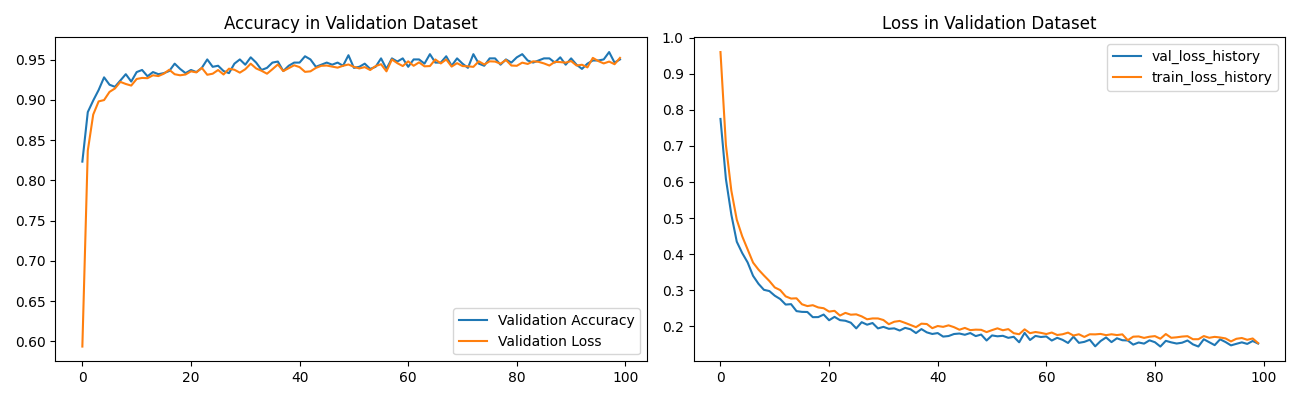 Accuracy in Validation Dataset
0.95
0.90
0.85
0.80
0.75
0.70
0.65
0.60
0 20 40 60 80 100
Validation Accuracy
Validation Loss
Loss in Validation Dataset
1.0
0.9
0.8
0.7
0.6
0.5
0.4
0.3
0.2
0 20 40 60 80 100
val_loss_history
train_loss_history